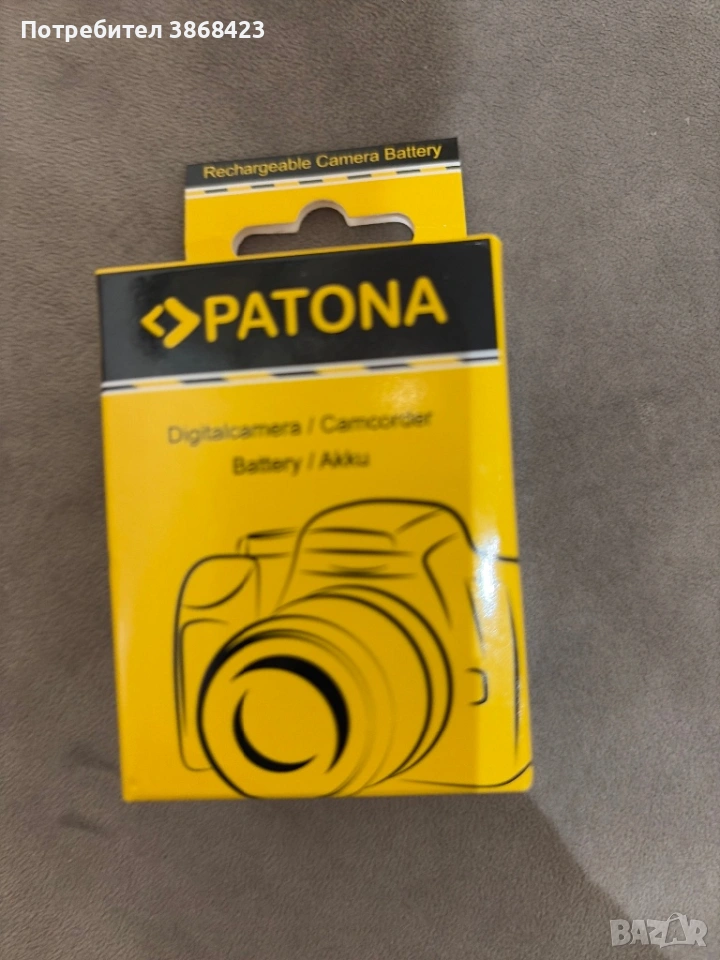 Потребител 3868423
Rechargeable Camera Battery
PATONA
Digitalcamera / Camcorder
Battery / Akku
BAZAR